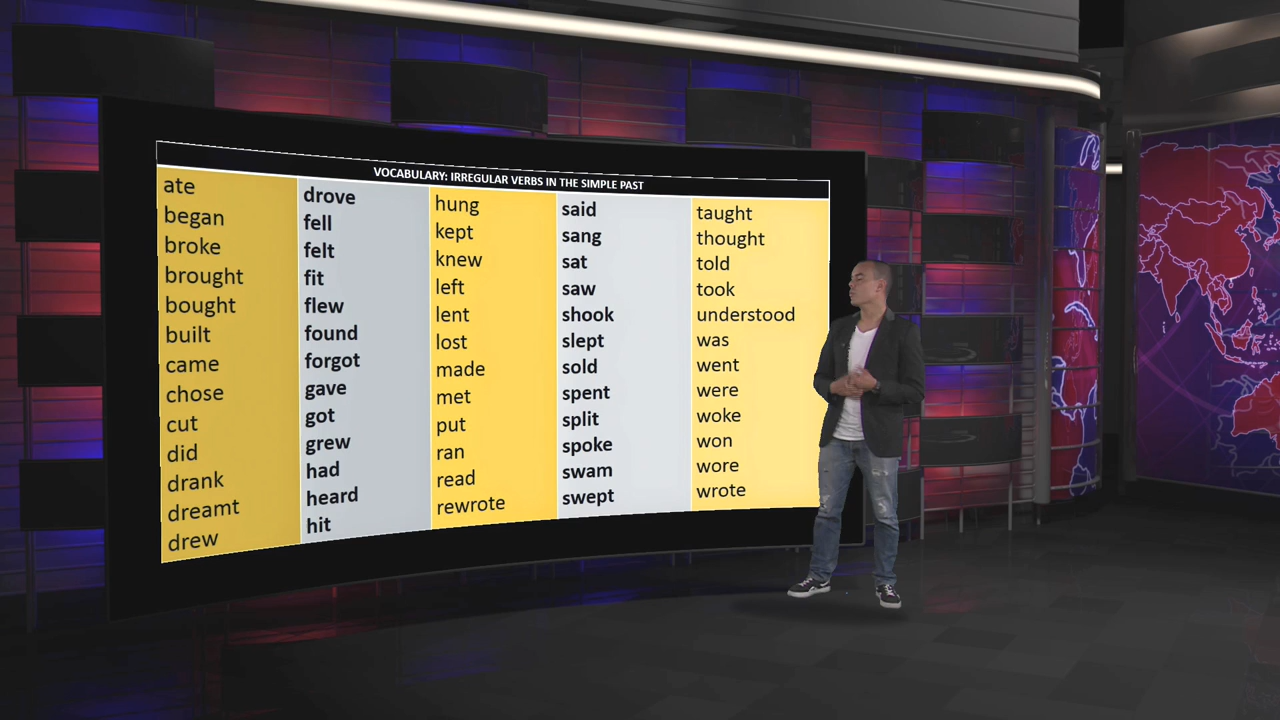 VOCABULARY: IRREGULAR VERBS IN THE SIMPLE PAST
ate
began
broke
brought
bought
built
came
chose
cut
did
drank
dreamt
drew
drove
fell
felt
fit
flew
found
forgot
gave
got
grew
had
heard
hit
hung
kept
knew
left
lent
lost
made
met
put
ran
read
rewrote
said
sang
sat
saw
shook
slept
sold
spent
split
spoke
swam
swept
taught
thought
told
took
understood
was
went
were
woke
won
wore
wrote